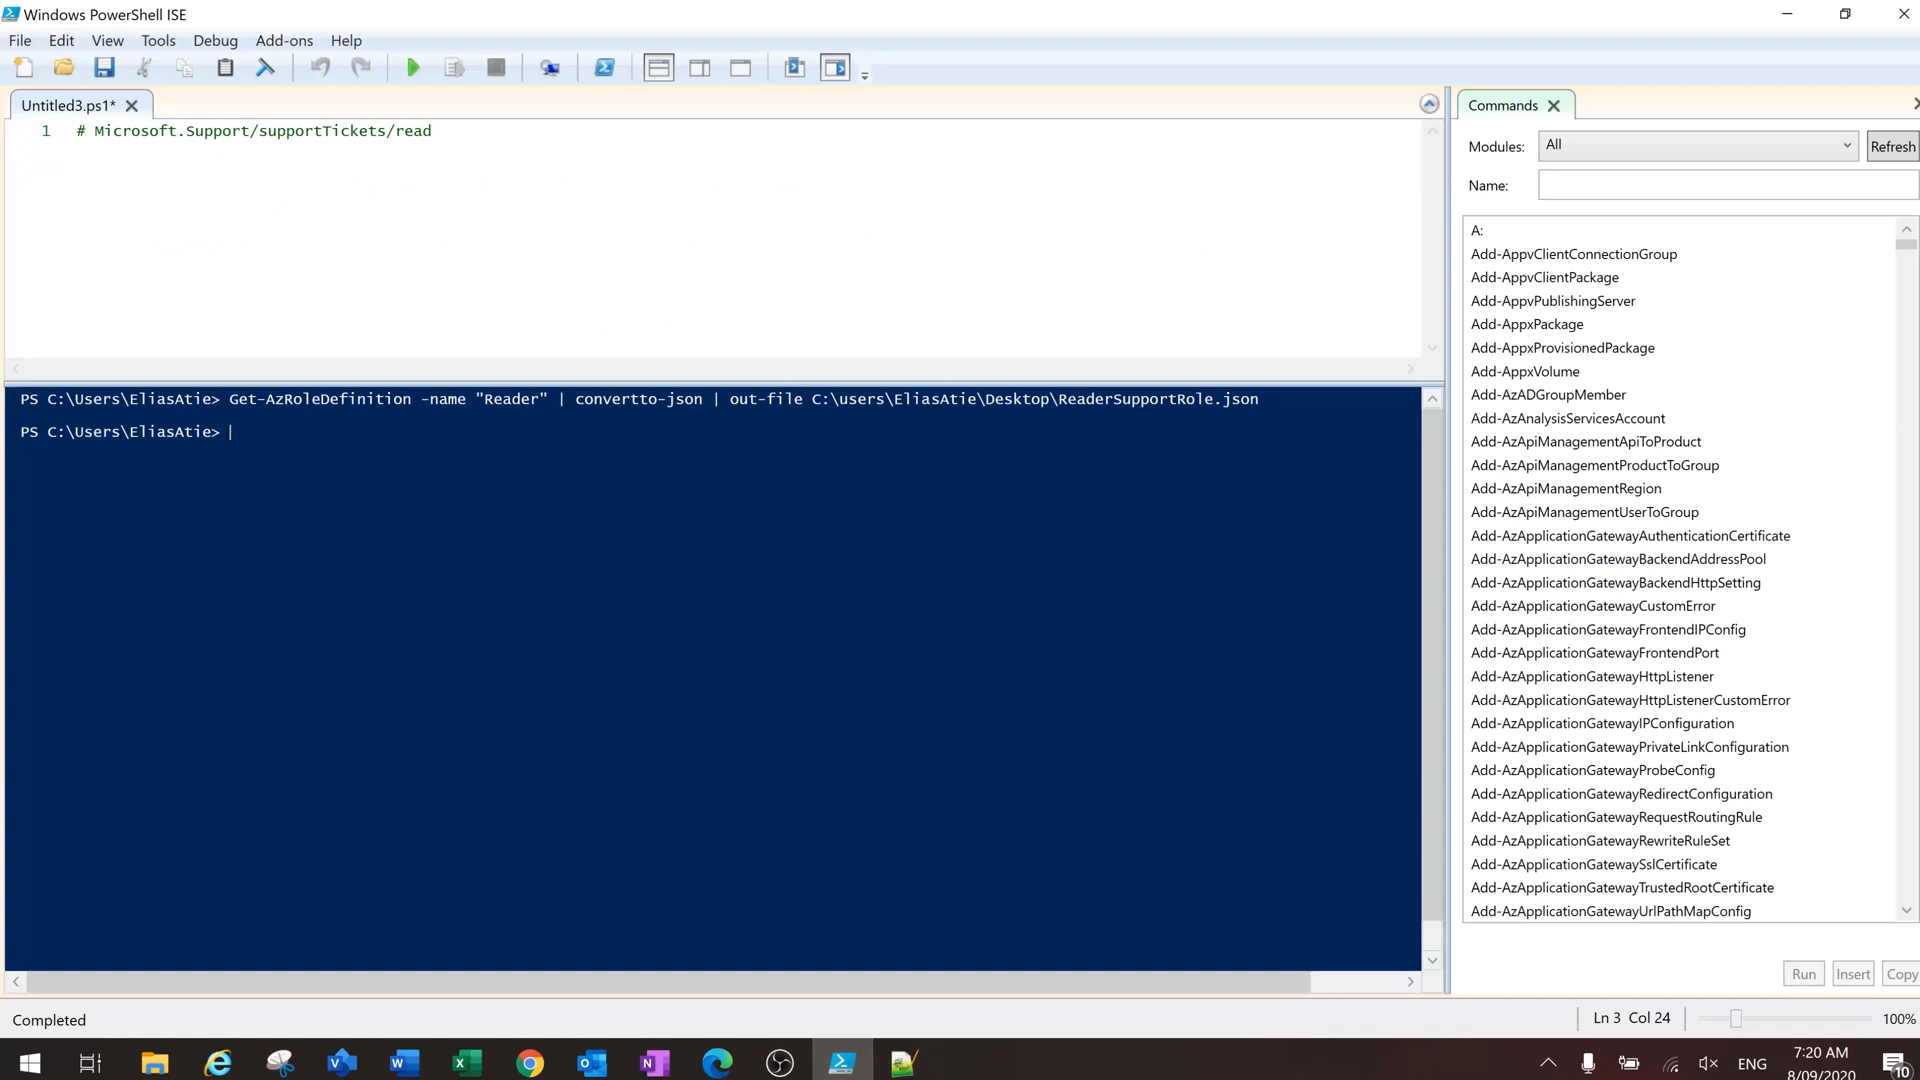 Windows PowerShell ISE
File Edit View Tools Debug Add-ons Help
Untitled3.ps1*
1 # Microsoft.Support/supportTickets/read
PS C:\Users\EliasAtie> Get-AzRoleDefinition -name "Reader" | convertto-json | out-file C:\users\EliasAtie\Desktop\ReaderSupportRole.json
PS C:\Users\EliasAtie>
Commands
Modules: All Refresh
Name:
A:
Add-AppvClientConnectionGroup
Add-AppvClientPackage
Add-AppvPublishingServer
Add-AppxPackage
Add-AppxProvisionedPackage
Add-AppxVolume
Add-AzADGroupMember
Add-AzAnalysisServicesAccount
Add-AzApiManagementApiToProduct
Add-AzApiManagementProductToGroup
Add-AzApiManagementRegion
Add-AzApiManagementUserToGroup
Add-AzApplicationGatewayAuthenticationCertificate
Add-AzApplicationGatewayBackendAddressPool
Add-AzApplicationGatewayBackendHttpSetting
Add-AzApplicationGatewayCustomError
Add-AzApplicationGatewayFrontendIPConfig
Add-AzApplicationGatewayFrontendPort
Add-AzApplicationGatewayHttpListener
Add-AzApplicationGatewayHttpListenerCustomError
Add-AzApplicationGatewayIPConfiguration
Add-AzApplicationGatewayPrivateLinkConfiguration
Add-AzApplicationGatewayProbeConfig
Add-AzApplicationGatewayRedirectConfiguration
Add-AzApplicationGatewayRequestRoutingRule
Add-AzApplicationGatewayRewriteRuleSet
Add-AzApplicationGatewaySslCertificate
Add-AzApplicationGatewayTrustedRootCertificate
Add-AzApplicationGatewayUrlPathMapConfig
Run Insert Copy
Completed
Ln 3 Col 24
100%
ENG
7:20 AM
8/09/2020
10